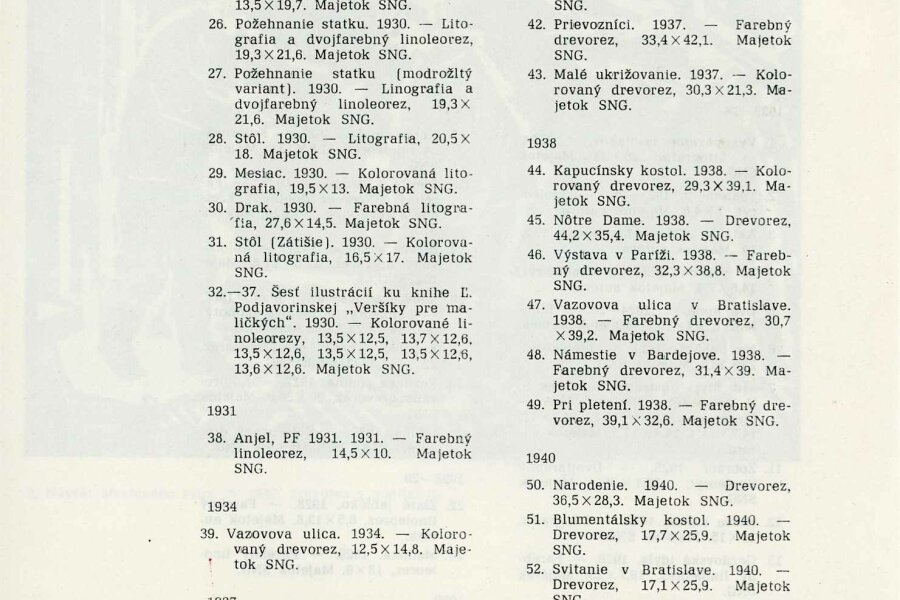 13,5×19,7. Majetok SNG.
26. Požehnanie statku. 1930. — Lito-
grafia a dvojfarebný linoleorez,
19,3×21,6. Majetok SNG.
27. Požehnanie statku (modrožltý
variant). 1930. — Linografia a
dvojfarebný linoleorez, 19,3×
21,6. Majetok SNG.
28. Stôl. 1930. — Litografia, 20,5×
18. Majetok SNG.
29. Mesiac. 1930. — Kolorovaná lito-
grafia, 19,5×13. Majetok SNG.
30. Drak. 1930. — Farebná litogra-
fia, 27,6×14,5. Majetok SNG.
31. Stôl (Zátišie). 1930. — Kolorova-
ná litografia, 16,5×17. Majetok
SNG.
32.—37. Šesť ilustrácií ku knihe Ľ.
Podjavorinskej „Veršíky pre ma-
ličkých“. 1930. — Kolorované li-
noleorezy, 13,5×12,5, 13,7×12,6,
13,5×12,6, 13,5×12,5, 13,5×12,6,
13,6×12,6. Majetok SNG.
1931
38. Anjel, PF 1931. 1931. — Farebný
linoleorez, 14,5×10. Majetok
SNG.
1934
39. Vazovova ulica. 1934. — Koloro-
vaný drevorez, 12,5×14,8. Maje-
tok SNG.
1937
SNG.
42. Prievozníci. 1937. — Farebný
drevorez, 33,4×42,1. Majetok
SNG.
43. Malé ukrižovanie. 1937. — Kolo-
rovaný drevorez, 30,3×21,3. Ma-
jetok SNG.
1938
44. Kapucínsky kostol. 1938. — Kolo-
rovaný drevorez, 29,3×39,1. Ma-
jetok SNG.
45. Nôtre Dame. 1938. — Drevorez,
44,2×35,4. Majetok SNG.
46. Výstava v Paríži. 1938. — Fareb-
ný drevorez, 32,3×38,8. Majetok
SNG.
47. Vazovova ulica v Bratislave.
1938. — Farebný drevorez, 30,7
×39,2. Majetok SNG.
48. Námestie v Bardejove. 1938. —
Farebný drevorez, 31,4×39. Ma-
jetok SNG.
49. Pri pletení. 1938. — Farebný dre-
vorez, 39,1×32,6. Majetok SNG.
1940
50. Narodenie. 1940. — Drevorez,
36,5×28,3. Majetok SNG.
51. Blumentálsky kostol. 1940. —
Drevorez, 17,7×25,9. Majetok
SNG.
52. Svitanie v Bratislave. 1940. —
Drevorez, 17,1×25,9. Majetok
SNG.